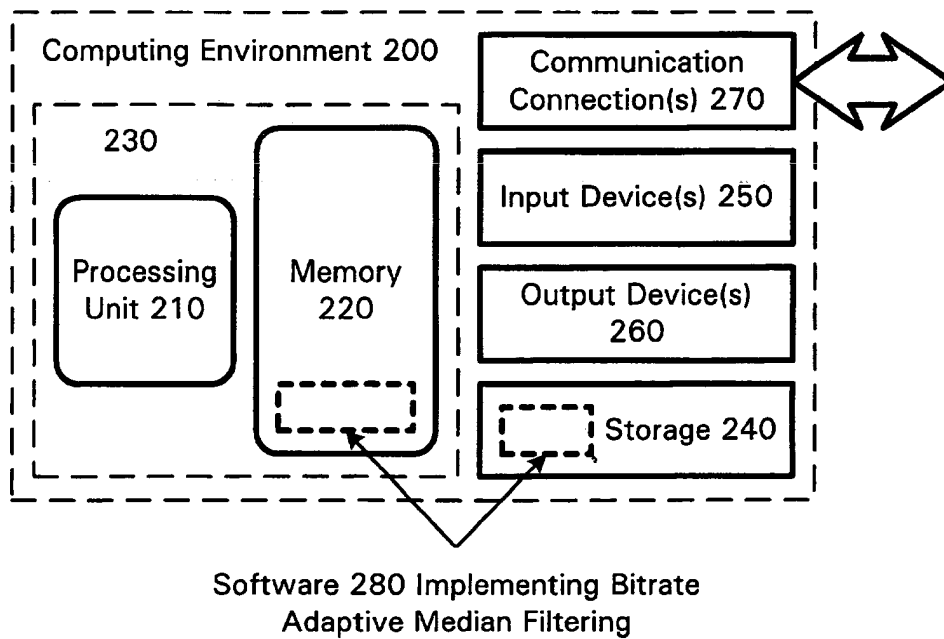 Computing Environment 200
230
Processing
Unit 210
Memory
220
Communication
Connection(s) 270
Input Device(s) 250
Output Device(s)
260
Storage 240
Software 280 Implementing Bitrate
Adaptive Median Filtering